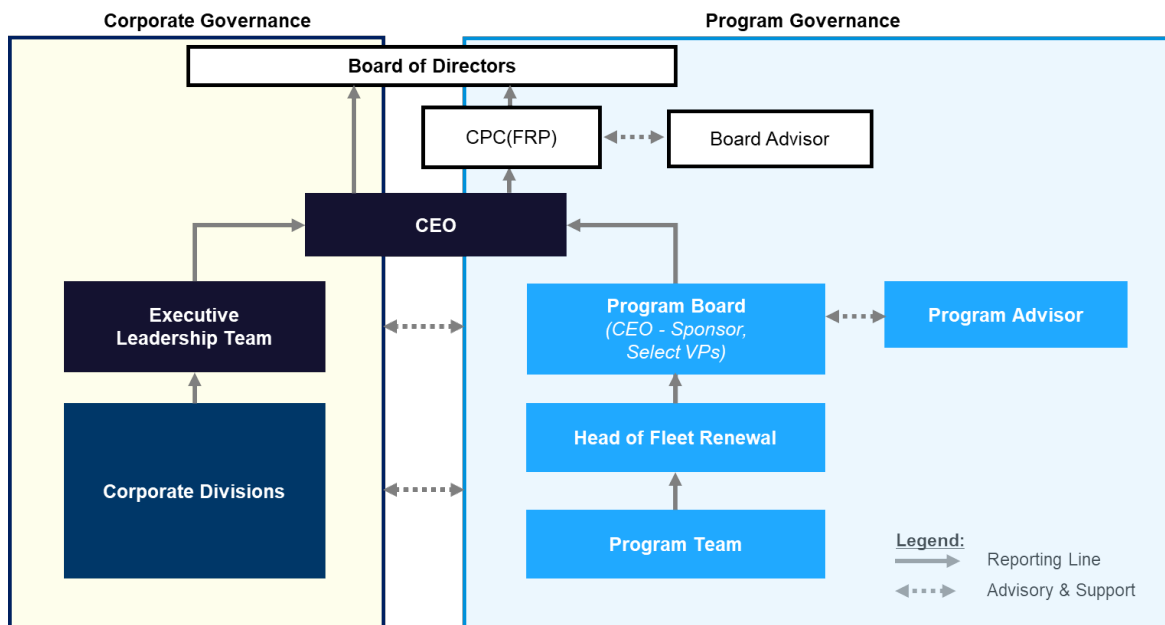 Corporate Governance
Program Governance
Board of Directors
CPC(FRP)
Board Advisor
CEO
Executive
Leadership Team
Program Board
(CEO - Sponsor,
Select VPs)
Program Advisor
Corporate Divisions
Head of Fleet Renewal
Program Team
Legend:
Reporting Line
Advisory & Support